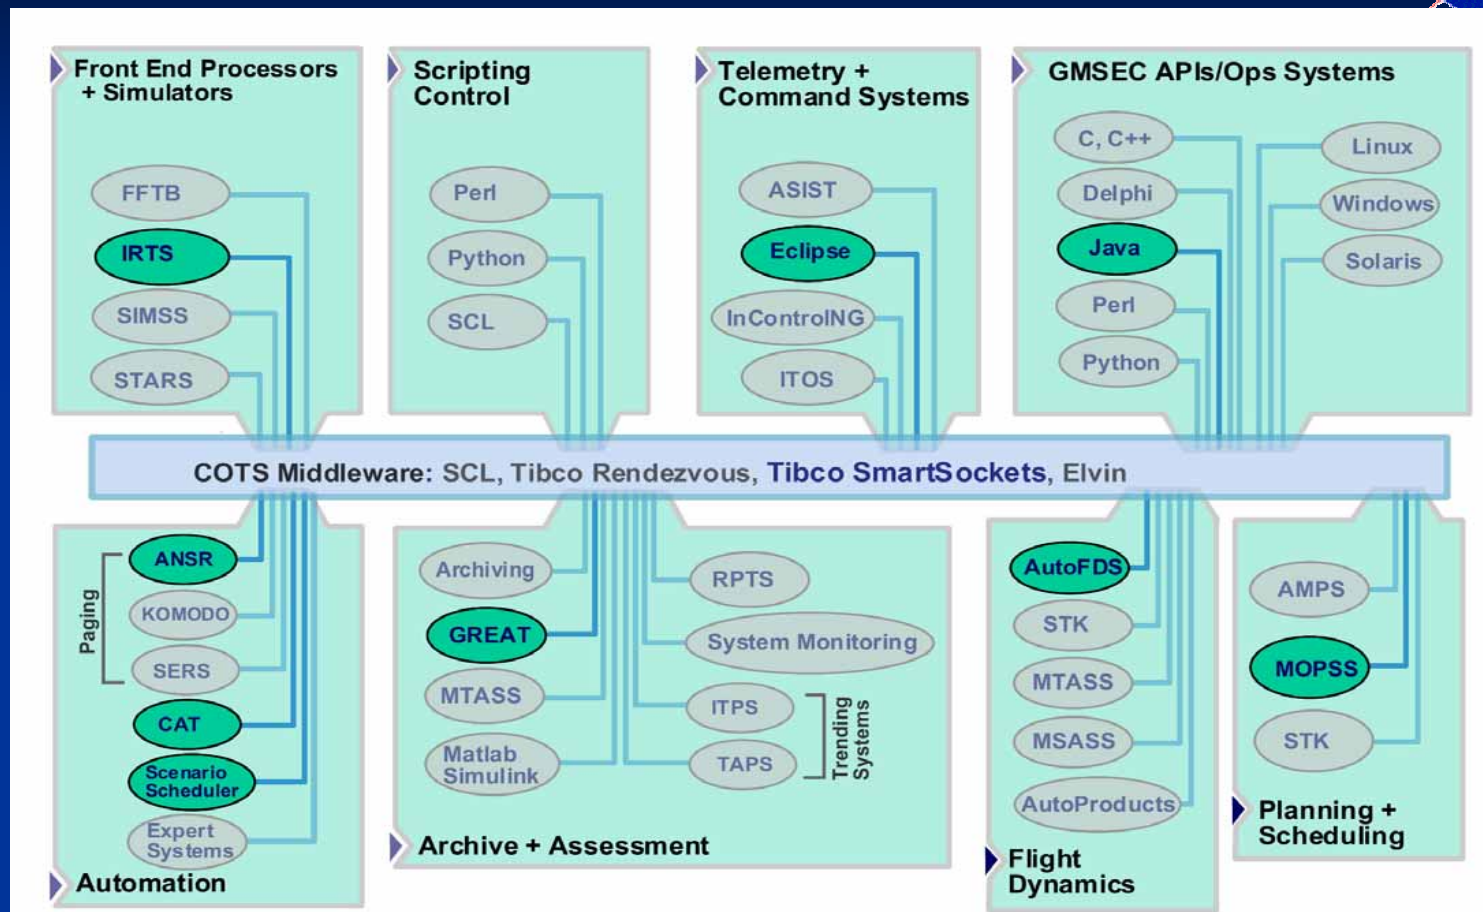 Front End Processors
+ Simulators
FFTB
IRTS
SIMSS
STARS
Scripting
Control
Perl
Python
SCL
Telemetry +
Command Systems
ASIST
Eclipse
InControlNG
ITOS
GMSEC APIs/Ops Systems
C, C++
Delphi
Java
Perl
Python
Linux
Windows
Solaris
COTS Middleware: SCL, Tibco Rendezvous, Tibco SmartSockets, Elvin
Paging
ANSR
KOMODO
SERS
CAT
Scenario
Scheduler
Expert
Systems
Automation
Archiving
GREAT
MTASS
Matlab
Simulink
RPTS
System Monitoring
ITPS
TAPS
Trending
Systems
Archive + Assessment
AutoFDS
STK
MTASS
MSASS
AutoProducts
Flight
Dynamics
AMPS
MOPSS
STK
Planning +
Scheduling